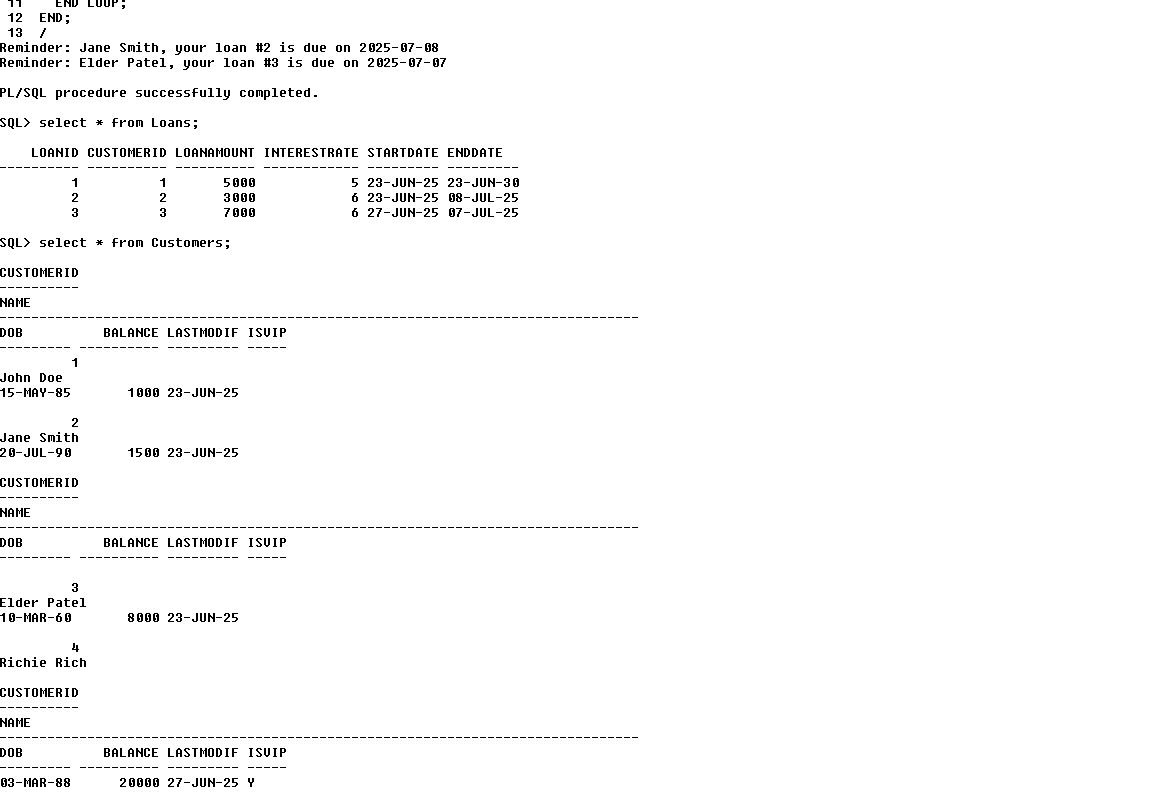 11    END LOOP;
 12  END;
 13  /
Reminder: Jane Smith, your loan #2 is due on 2025-07-08
Reminder: Elder Patel, your loan #3 is due on 2025-07-07
PL/SQL procedure successfully completed.
SQL> select * from Loans;
    LOANID CUSTOMERID LOANAMOUNT INTERESTRATE STARTDATE ENDDATE
---------- ---------- ---------- ------------ --------- ---------
         1          1       5000            5 23-JUN-25 23-JUN-30
         2          2       3000            6 23-JUN-25 08-JUL-25
         3          3       7000            6 27-JUN-25 07-JUL-25
SQL> select * from Customers;
CUSTOMERID
----------
NAME
--------------------------------------------------------------------------------
DOB          BALANCE LASTMODIF ISVIP
--------- ---------- --------- -----
         1
John Doe
15-MAY-85       1000 23-JUN-25
         2
Jane Smith
20-JUL-90       1500 23-JUN-25
CUSTOMERID
----------
NAME
--------------------------------------------------------------------------------
DOB          BALANCE LASTMODIF ISVIP
--------- ---------- --------- -----
         3
Elder Patel
10-MAR-60       8000 23-JUN-25
         4
Richie Rich
CUSTOMERID
----------
NAME
--------------------------------------------------------------------------------
DOB          BALANCE LASTMODIF ISVIP
--------- ---------- --------- -----
03-MAR-88      20000 27-JUN-25 Y